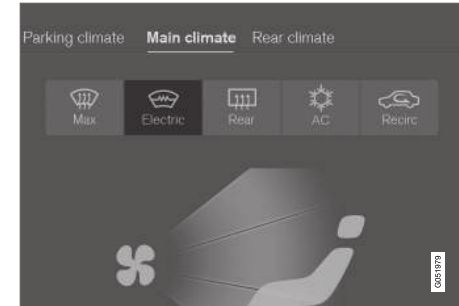 Parking climate Main climate Rear climate
Max Electric Rear AC Recirc
G051979